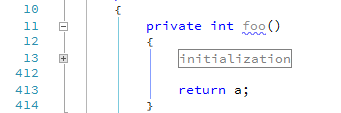 10 {
11 private int foo()
12 {
13 initialization
412
413 return a;
414 }